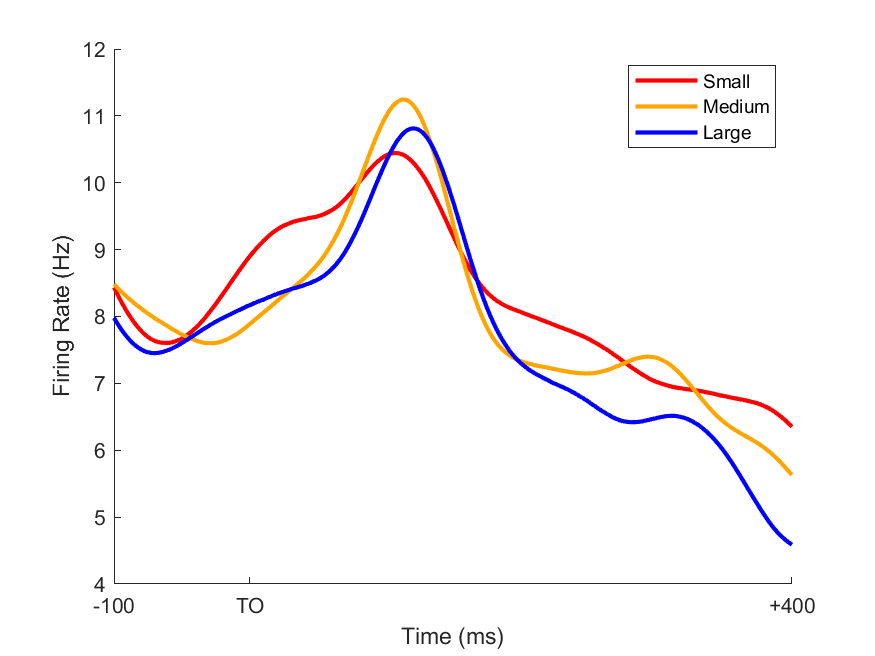 12
11
10
9
8
7
6
5
4
Firing Rate (Hz)
-100
TO
+400
Time (ms)
Small
Medium
Large